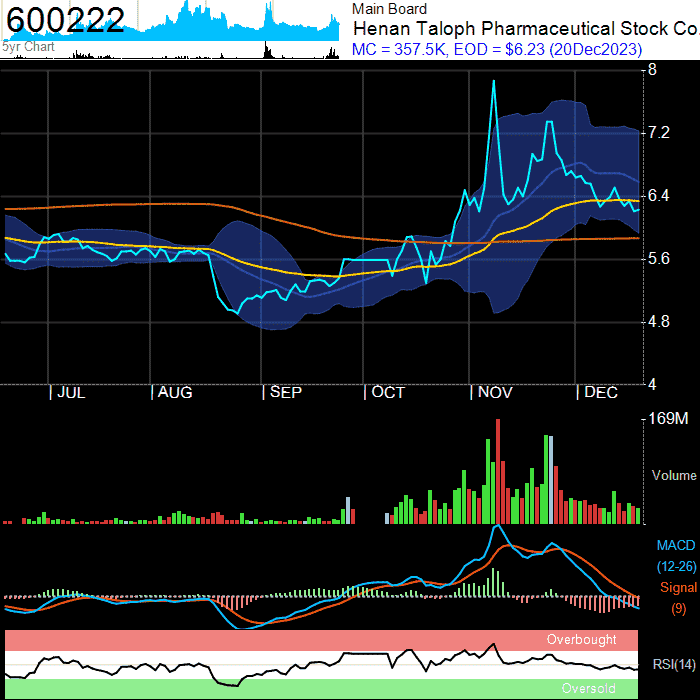 600222
5yr Chart
Main Board
Henan Taloph Pharmaceutical Stock Co.
MC = 357.5K, EOD = $6.23 (20Dec2023)
8
7.2
6.4
5.6
4.8
4
| JUL | AUG | SEP | OCT | NOV | DEC
169M
Volume
MACD
(12-26)
Signal
(9)
Overbought
RSI(14)
Oversold